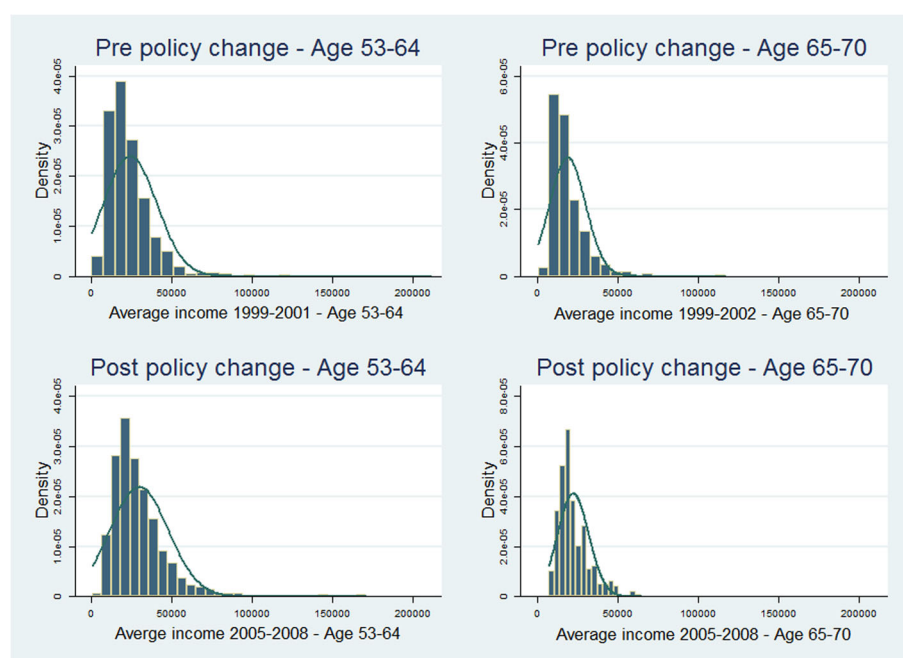 Pre policy change - Age 53-64
Density
0
1.0e-05
2.0e-05
3.0e-05
4.0e-05
0 50000 100000 150000 200000
Average income 1999-2001 - Age 53-64
Pre policy change - Age 65-70
Density
0
2.0e-05
4.0e-05
6.0e-05
0 50000 100000 150000 200000
Average income 1999-2002 - Age 65-70
Post policy change - Age 53-64
Density
0
1.0e-05
2.0e-05
3.0e-05
4.0e-05
0 50000 100000 150000 200000
Averge income 2005-2008 - Age 53-64
Post policy change - Age 65-70
Density
0
2.0e-05
4.0e-05
6.0e-05
8.0e-05
0 50000 100000 150000 200000
Average income 2005-2008 - Age 65-70